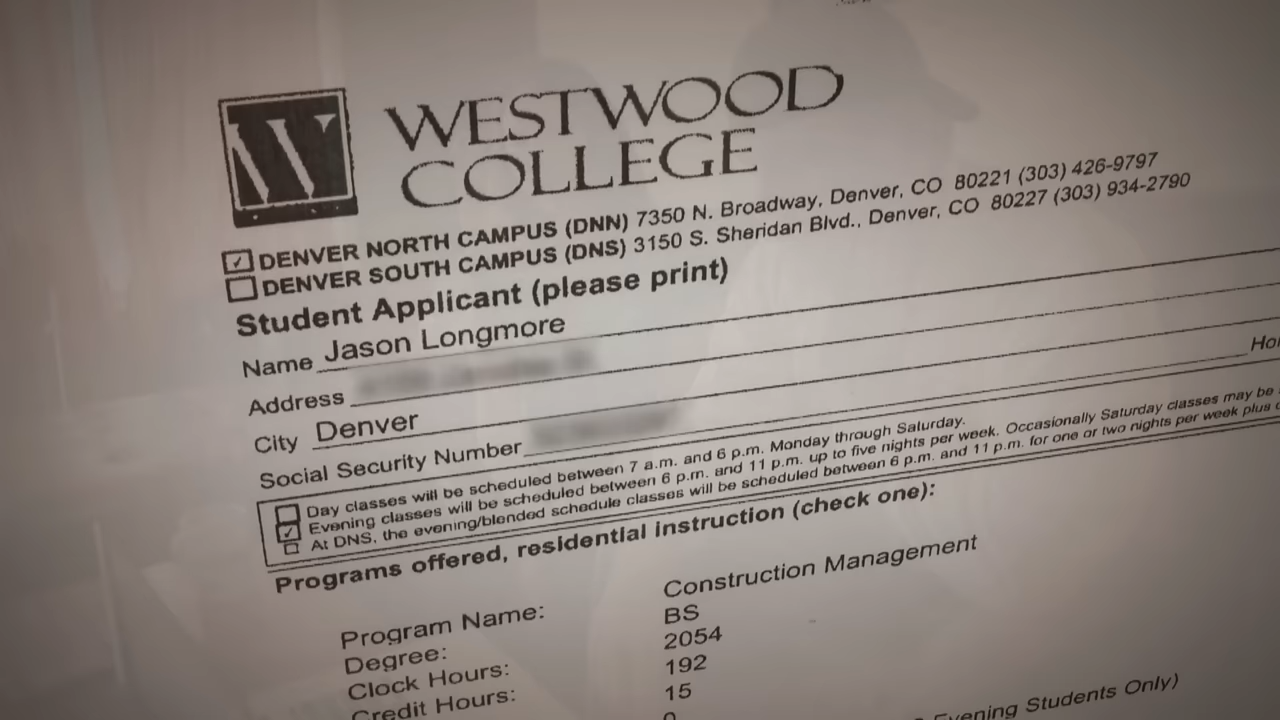 W WESTWOOD
COLLEGE
DENVER NORTH CAMPUS (DNN) 7350 N. Broadway, Denver, CO 80221 (303) 426-9797
DENVER SOUTH CAMPUS (DNS) 3150 S. Sheridan Blvd., Denver, CO 80227 (303) 934-2790
Student Applicant (please print)
Name Jason Longmore
Address
City Denver
Social Security Number
Day classes will be scheduled between 7 a.m. and 6 p.m. Monday through Saturday.
Evening classes will be scheduled between 6 p.m. and 11 p.m. up to five nights per week. Occasionally Saturday classes may be
At DNS, the evening/blended schedule classes will be scheduled between 6 p.m. and 11 p.m. for one or two nights per week plus
Programs offered, residential instruction (check one):
Program Name: Construction Management
Degree: BS
Clock Hours: 2054
Credit Hours: 192
15
Evening Students Only)